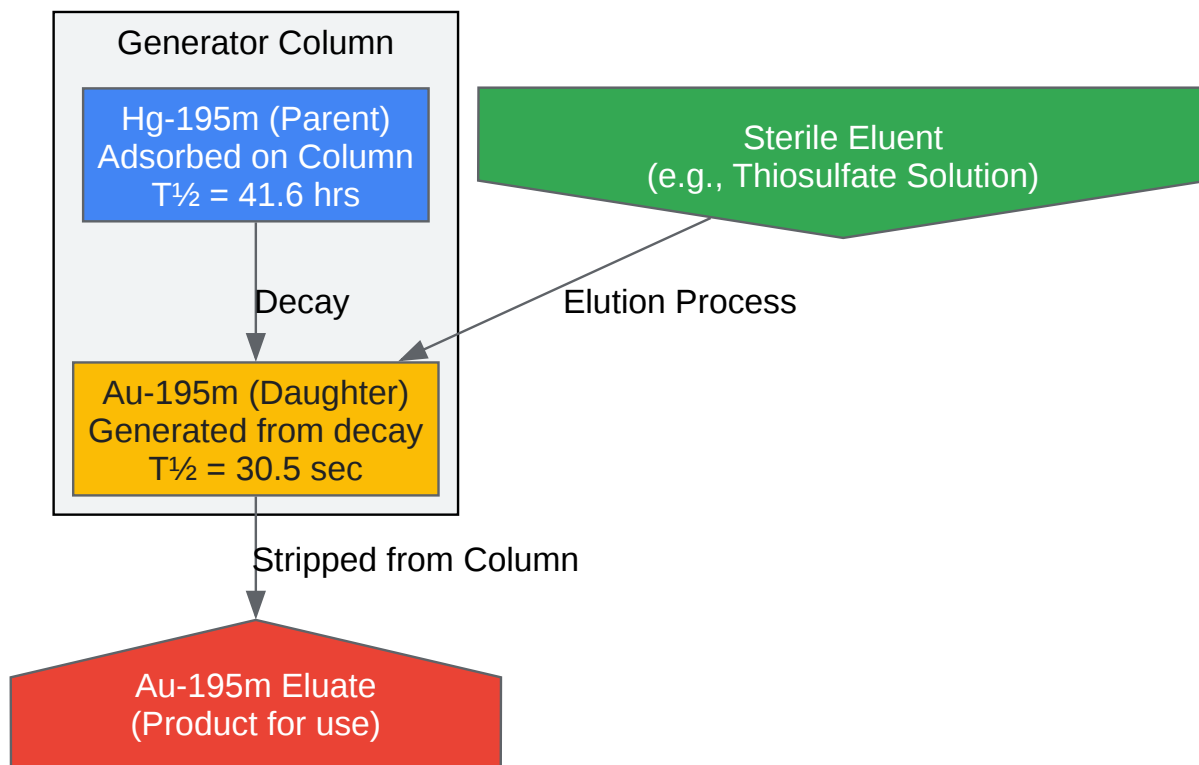 Generator Column
Hg-195m (Parent)
Adsorbed on Column
T½ = 41.6 hrs
Sterile Eluent
(e.g., Thiosulfate Solution)
Decay
Elution Process
Au-195m (Daughter)
Generated from decay
T½ = 30.5 sec
Stripped from Column
Au-195m Eluate
(Product for use)